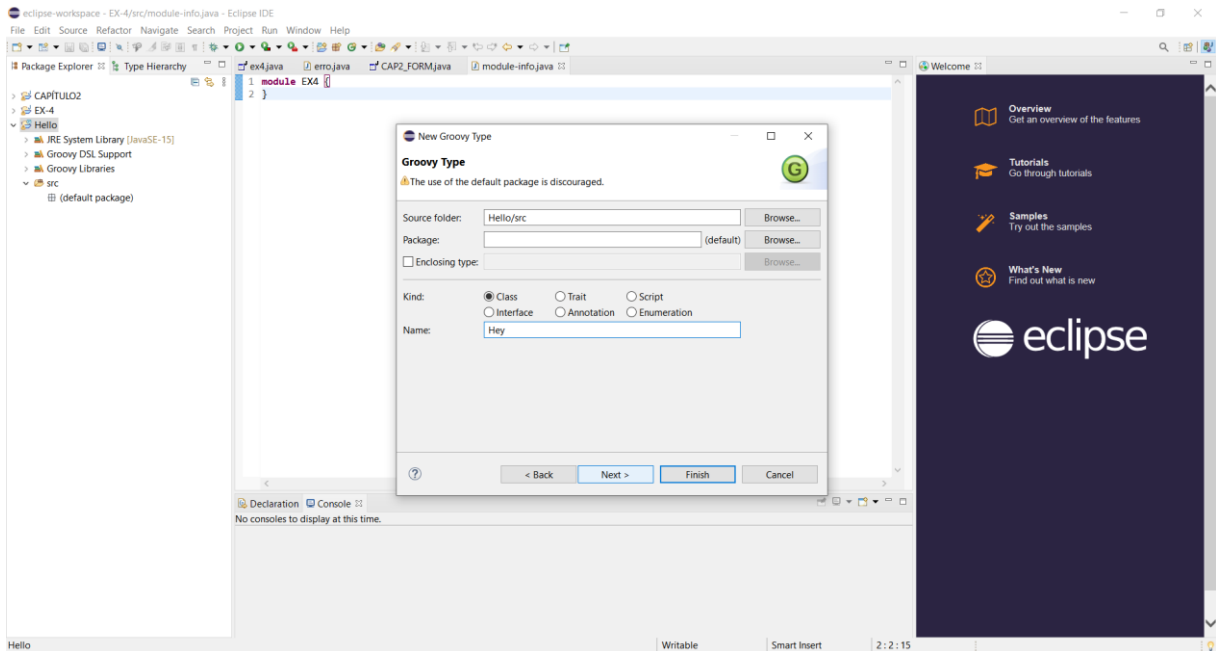 eclipse-workspace - EX-4/src/module-info.java - Eclipse IDE
File Edit Source Refactor Navigate Search Project Run Window Help
Package Explorer Type Hierarchy
ex4.java erro.java CAP2_FORM.java module-info.java
Welcome
CAPÍTULO2
EX-4
Hello
JRE System Library [JavaSE-15]
Groovy DSL Support
Groovy Libraries
src
(default package)
1 module EX4 {
2 }
New Groovy Type
Groovy Type
The use of the default package is discouraged.
G
Source folder: Hello/src Browse...
Package: (default) Browse...
Enclosing type: Browse...
Kind: Class Trait Script
Interface Annotation Enumeration
Name: Hey
? < Back Next > Finish Cancel
Declaration Console
No consoles to display at this time.
Overview
Get an overview of the features
Tutorials
Go through tutorials
Samples
Try out the samples
What's New
Find out what is new
eclipse
Hello Writable Smart Insert 2 : 2 : 15